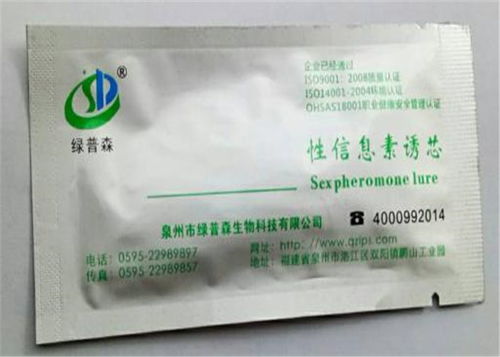 企业已经通过
ISO9001: 2008质量认证
ISO14001-2004环境认证
OHSAS18001职业健康安全管理认证
®
绿普森
性信息素诱芯
Sex pheromone lure
泉州市绿普森生物科技有限公司
☎ 4000992014
电话: 0595-22989897
网址: http://www.qzlps.com
传真: 0595-22989857
地址: 福建省泉州市洛江区双阳镇鹏山工业园